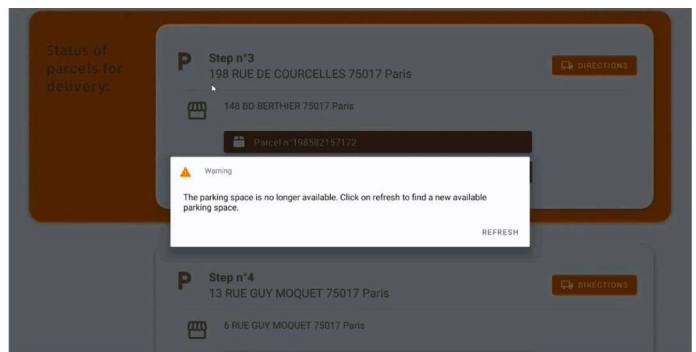 Status of
parcels for
delivery:
Step n°3
198 RUE DE COURCELLES 75017 Paris
DIRECTIONS
148 BD BERTHIER 75017 Paris
Parcel n°198582157172
Warning
The parking space is no longer available. Click on refresh to find a new available
parking space.
REFRESH
Step n°4
13 RUE GUY MOQUET 75017 Paris
DIRECTIONS
6 RUE GUY MOQUET 75017 Paris